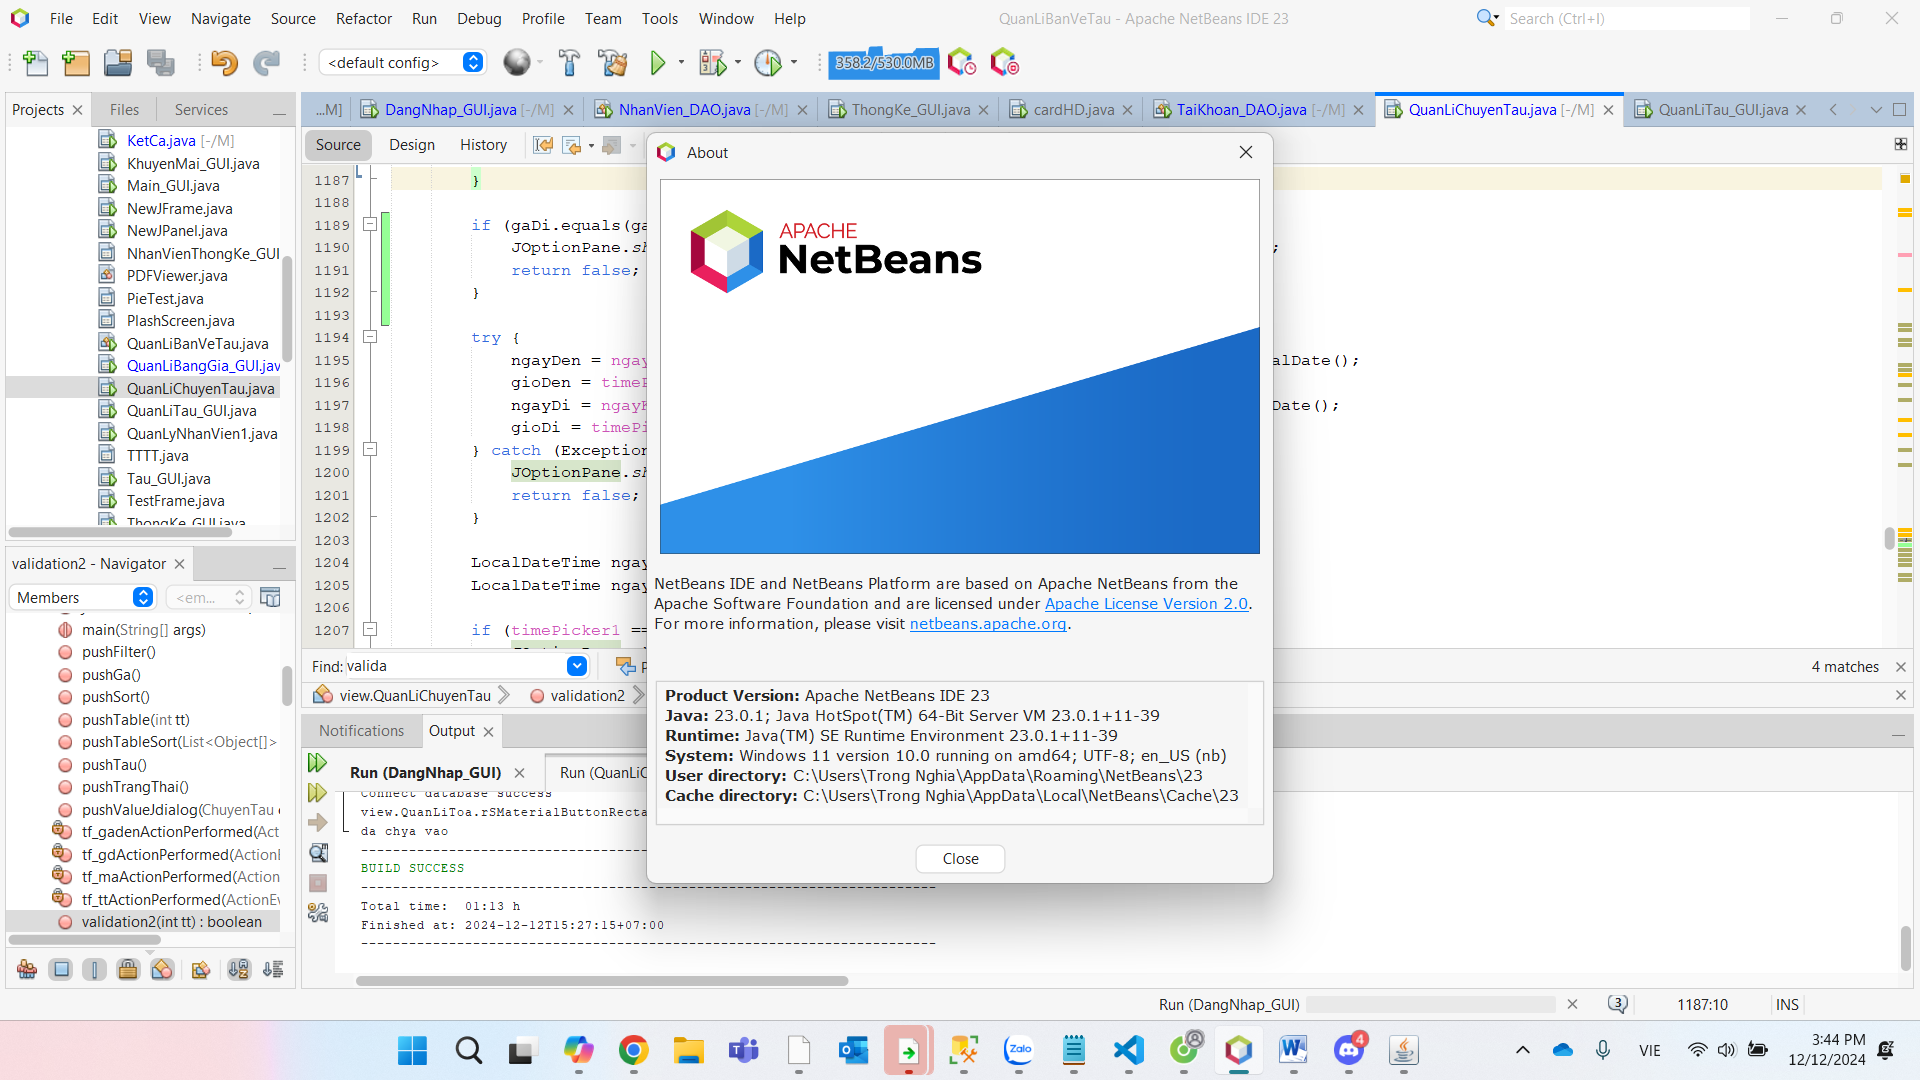 File Edit View Navigate Source Refactor Run Debug Profile Team Tools Window Help
QuanLiBanVeTau - Apache NetBeans IDE 23
Search (Ctrl+I)
<default config>
358.2/530.0MB
Projects Files Services
...M] DangNhap_GUI.java [-/M] NhanVien_DAO.java [-/M] ThongKe_GUI.java cardHD.java TaiKhoan_DAO.java [-/M] QuanLiChuyenTau.java [-/M] QuanLiTau_GUI.java
Source Design History
KetCa.java [-/M]
KhuyenMai_GUI.java
Main_GUI.java
NewJFrame.java
NewJPanel.java
NhanVienThongKe_GUI
PDFViewer.java
PieTest.java
PlashScreen.java
QuanLiBanVeTau.java
QuanLiBangGia_GUI.jav
QuanLiChuyenTau.java
QuanLiTau_GUI.java
QuanLyNhanVien1.java
TTTT.java
Tau_GUI.java
TestFrame.java
ThongKe_GUI.java
1187 }
1188
1189 if (gaDi.equals(ga
1190 JOptionPane.sh ;
1191 return false;
1192 }
1193
1194 try {
1195 ngayDen = ngay alDate();
1196 gioDen = timeP
1197 ngayDi = ngayK Date();
1198 gioDi = timePi
1199 } catch (Exception
1200 JOptionPane.sh
1201 return false;
1202 }
1203
1204 LocalDateTime ngay
1205 LocalDateTime ngay
1206
1207 if (timePicker1 ==
Find: valida
4 matches
view.QuanLiChuyenTau validation2
About
APACHE
NetBeans
NetBeans IDE and NetBeans Platform are based on Apache NetBeans from the
Apache Software Foundation and are licensed under Apache License Version 2.0.
For more information, please visit netbeans.apache.org.
Product Version: Apache NetBeans IDE 23
Java: 23.0.1; Java HotSpot(TM) 64-Bit Server VM 23.0.1+11-39
Runtime: Java(TM) SE Runtime Environment 23.0.1+11-39
System: Windows 11 version 10.0 running on amd64; UTF-8; en_US (nb)
User directory: C:\Users\Trong Nghia\AppData\Roaming\NetBeans\23
Cache directory: C:\Users\Trong Nghia\AppData\Local\NetBeans\Cache\23
Close
validation2 - Navigator
Members <em...
main(String[] args)
pushFilter()
pushGa()
pushSort()
pushTable(int tt)
pushTableSort(List<Object[]>
pushTau()
pushTrangThai()
pushValueJdialog(ChuyenTau
tf_gadenActionPerformed(Act
tf_gdActionPerformed(ActionI
tf_maActionPerformed(Action
tf_ttActionPerformed(ActionEv
validation2(int tt) : boolean
Notifications Output
Run (DangNhap_GUI) Run (QuanLiC
Connect database success
view.QuanLiToa.rSMaterialButtonRecta
da chya vao
------------------------------------------------------------------------
BUILD SUCCESS
------------------------------------------------------------------------
Total time: 01:13 h
Finished at: 2024-12-12T15:27:15+07:00
------------------------------------------------------------------------
Run (DangNhap_GUI) 3 1187:10 INS
Zalo
4
VIE
3:44 PM
12/12/2024